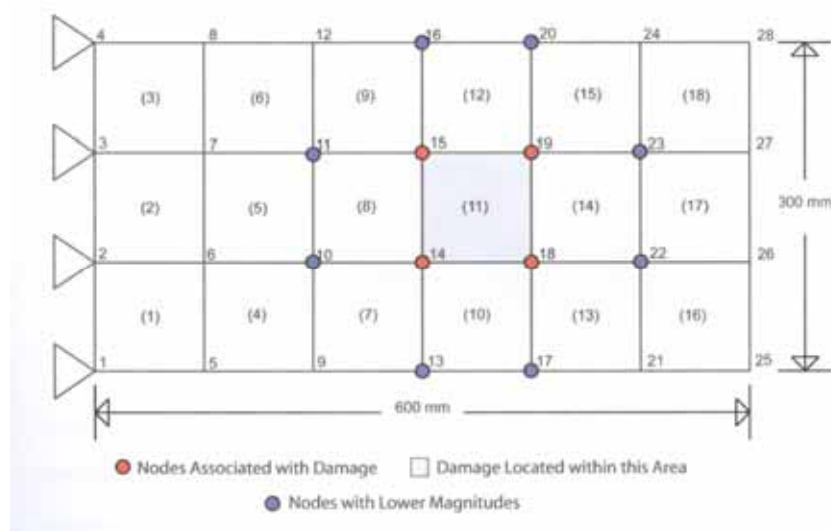 4 8 12 16 20 24 28
(3) (6) (9) (12) (15) (18)
3 7 11 15 19 23 27
(2) (5) (8) (11) (14) (17) 300 mm
2 6 10 14 18 22 26
(1) (4) (7) (10) (13) (16)
1 5 9 13 17 21 25
600 mm
Nodes Associated with Damage Damage Located within this Area
Nodes with Lower Magnitudes